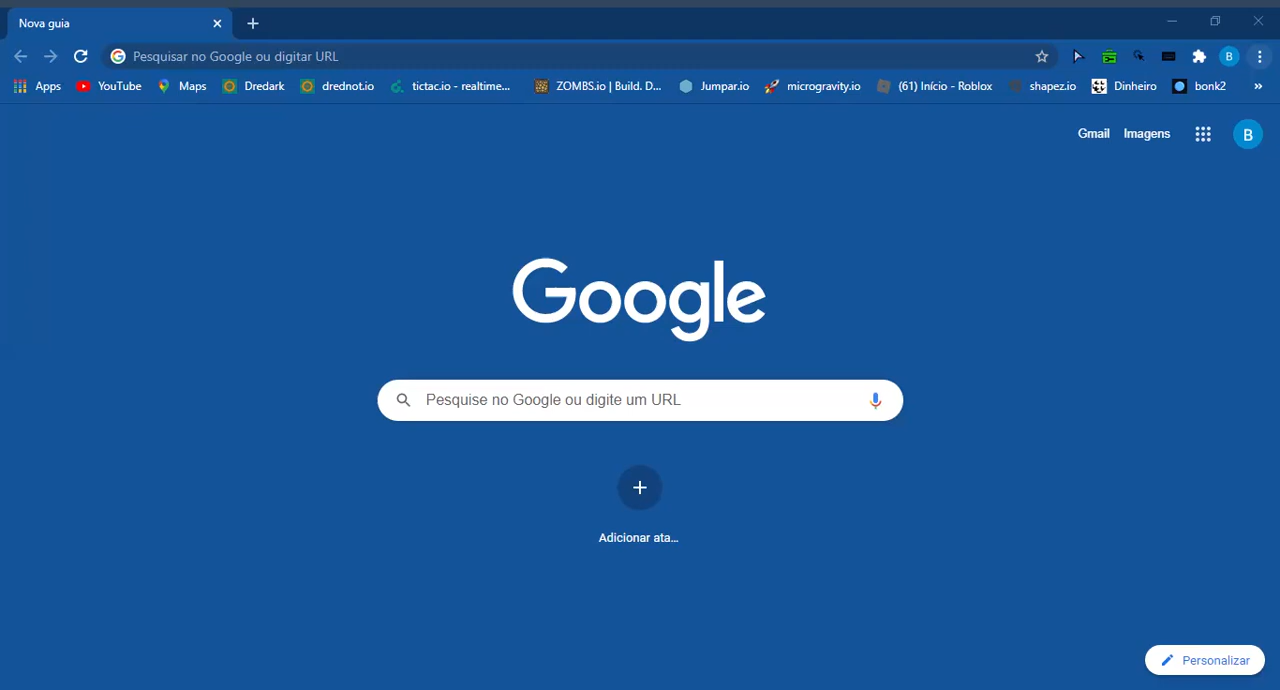 Nova guia
Pesquisar no Google ou digitar URL
B
Apps YouTube Maps Dredark drednot.io tictac.io - realtime... ZOMBS.io | Build. D... Jumpar.io microgravity.io (61) Início - Roblox shapez.io Dinheiro bonk2 »
Gmail Imagens B
Google
Pesquise no Google ou digite um URL
Adicionar ata...
Personalizar